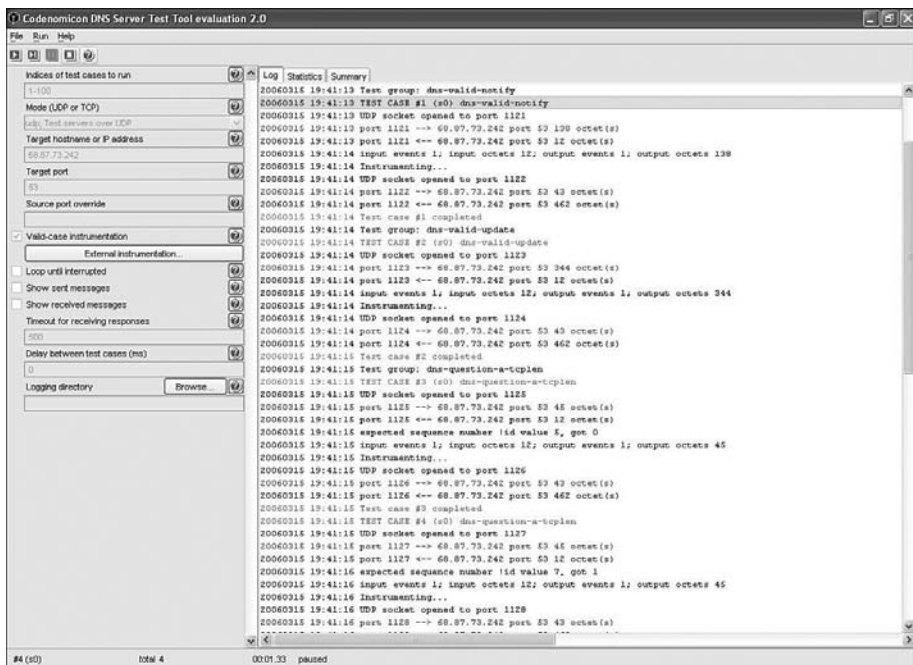 Codenomicon DNS Server Test Tool evaluation 2.0
File Run Help
Indices of test cases to run
1-100
Mode (UDP or TCP)
udp; Test servers over UDP
Target hostname or IP address
68.87.73.242
Target port
53
Source port override
Valid-case instrumentation
External instrumentation...
Loop until interrupted
Show sent messages
Show received messages
Timeout for receiving responses
500
Delay between test cases (ms)
0
Logging directory Browse...
Log Statistics Summary
20060315 19:41:13 Test group: dns-valid-notify
20060315 19:41:13 TEST CASE #1 (s0) dns-valid-notify
20060315 19:41:13 UDP socket opened to port 1121
20060315 19:41:13 port 1121 --> 68.87.73.242 port 53 138 octet(s)
20060315 19:41:13 port 1121 <-- 68.87.73.242 port 53 12 octet(s)
20060315 19:41:14 input events 1; input octets 12; output events 1; output octets 138
20060315 19:41:14 Instrumenting...
20060315 19:41:14 UDP socket opened to port 1122
20060315 19:41:14 port 1122 --> 68.87.73.242 port 53 43 octet(s)
20060315 19:41:14 port 1122 <-- 68.87.73.242 port 53 462 octet(s)
20060315 19:41:14 Test case #1 completed
20060315 19:41:14 Test group: dns-valid-update
20060315 19:41:14 TEST CASE #2 (s0) dns-valid-update
20060315 19:41:14 UDP socket opened to port 1123
20060315 19:41:14 port 1123 --> 68.87.73.242 port 53 344 octet(s)
20060315 19:41:14 port 1123 <-- 68.87.73.242 port 53 12 octet(s)
20060315 19:41:14 input events 1; input octets 12; output events 1; output octets 344
20060315 19:41:14 Instrumenting...
20060315 19:41:14 UDP socket opened to port 1124
20060315 19:41:14 port 1124 --> 68.87.73.242 port 53 43 octet(s)
20060315 19:41:14 port 1124 <-- 68.87.73.242 port 53 462 octet(s)
20060315 19:41:15 Test case #2 completed
20060315 19:41:15 Test group: dns-question-a-tcplen
20060315 19:41:15 TEST CASE #3 (s0) dns-question-a-tcplen
20060315 19:41:15 UDP socket opened to port 1125
20060315 19:41:15 port 1125 --> 68.87.73.242 port 53 45 octet(s)
20060315 19:41:15 port 1125 <-- 68.87.73.242 port 53 12 octet(s)
20060315 19:41:15 expected sequence number !id value 5, got 0
20060315 19:41:15 input events 1; input octets 12; output events 1; output octets 45
20060315 19:41:15 Instrumenting...
20060315 19:41:15 UDP socket opened to port 1126
20060315 19:41:15 port 1126 --> 68.87.73.242 port 53 43 octet(s)
20060315 19:41:15 port 1126 <-- 68.87.73.242 port 53 462 octet(s)
20060315 19:41:15 Test case #3 completed
20060315 19:41:15 TEST CASE #4 (s0) dns-question-a-tcplen
20060315 19:41:15 UDP socket opened to port 1127
20060315 19:41:15 port 1127 --> 68.87.73.242 port 53 45 octet(s)
20060315 19:41:15 port 1127 <-- 68.87.73.242 port 53 12 octet(s)
20060315 19:41:16 expected sequence number !id value 7, got 1
20060315 19:41:16 input events 1; input octets 12; output events 1; output octets 45
20060315 19:41:16 Instrumenting...
20060315 19:41:16 UDP socket opened to port 1128
20060315 19:41:16 port 1128 --> 68.87.73.242 port 53 43 octet(s)
#4 (s0) total 4 00:01.33 paused